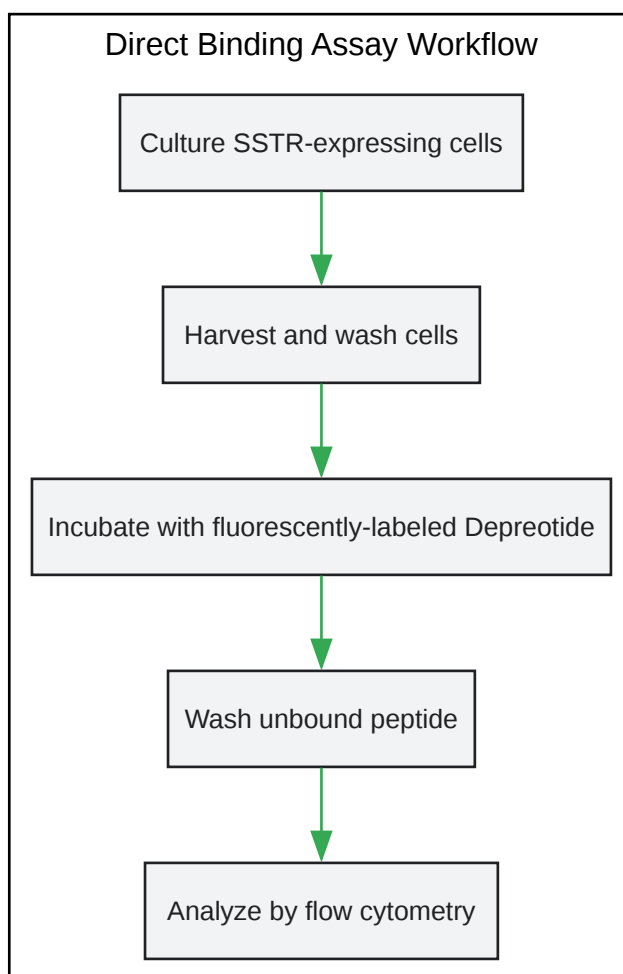 Direct Binding Assay Workflow
Culture SSTR-expressing cells
Harvest and wash cells
Incubate with fluorescently-labeled Depreotide
Wash unbound peptide
Analyze by flow cytometry